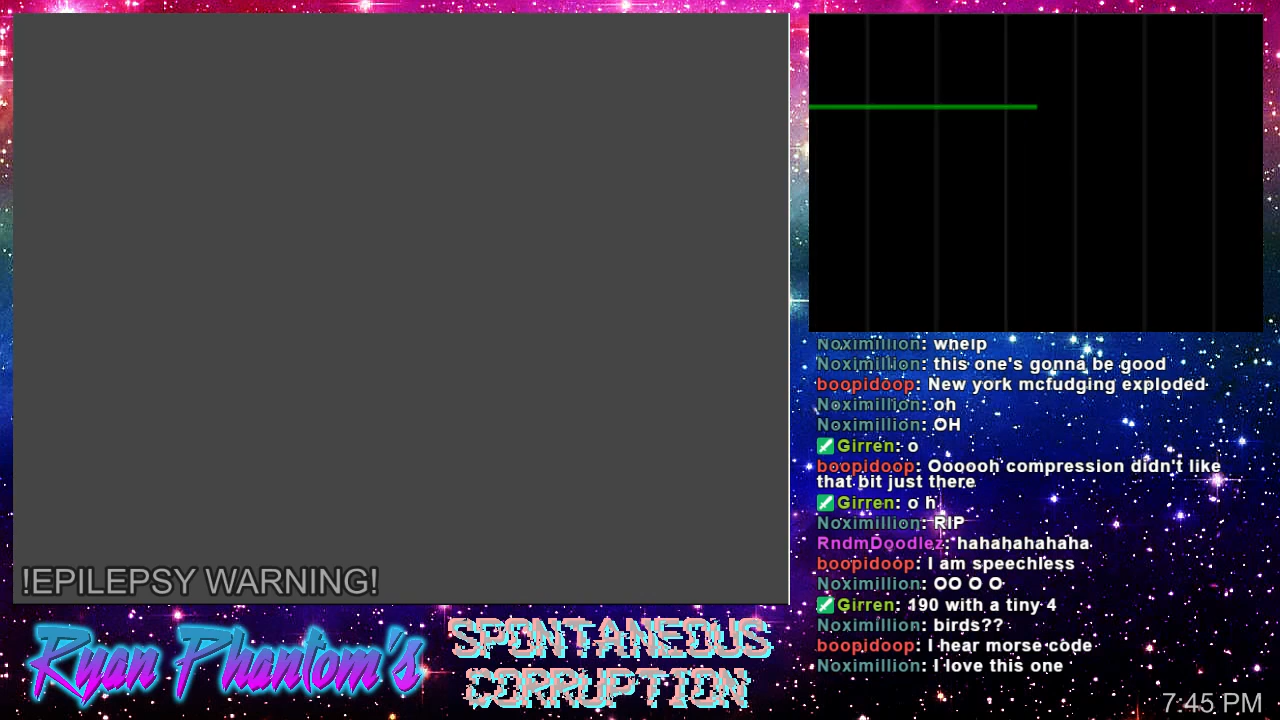 !EPILEPSY WARNING!
Ryan Phantom's
SPONTANEOUS
CORRUPTION
Noximillion: whelp
Noximillion: this one's gonna be good
boopidoop: New york mcfudging exploded
Noximillion: oh
Noximillion: OH
Girren: o
boopidoop: Oooooh compression didn't like
that bit just there
Girren: o h
Noximillion: RIP
RndmDoodlez: hahahahahaha
boopidoop: I am speechless
Noximillion: OO O O
Girren: 190 with a tiny 4
Noximillion: birds??
boopidoop: I hear morse code
Noximillion: I love this one
7:45 PM